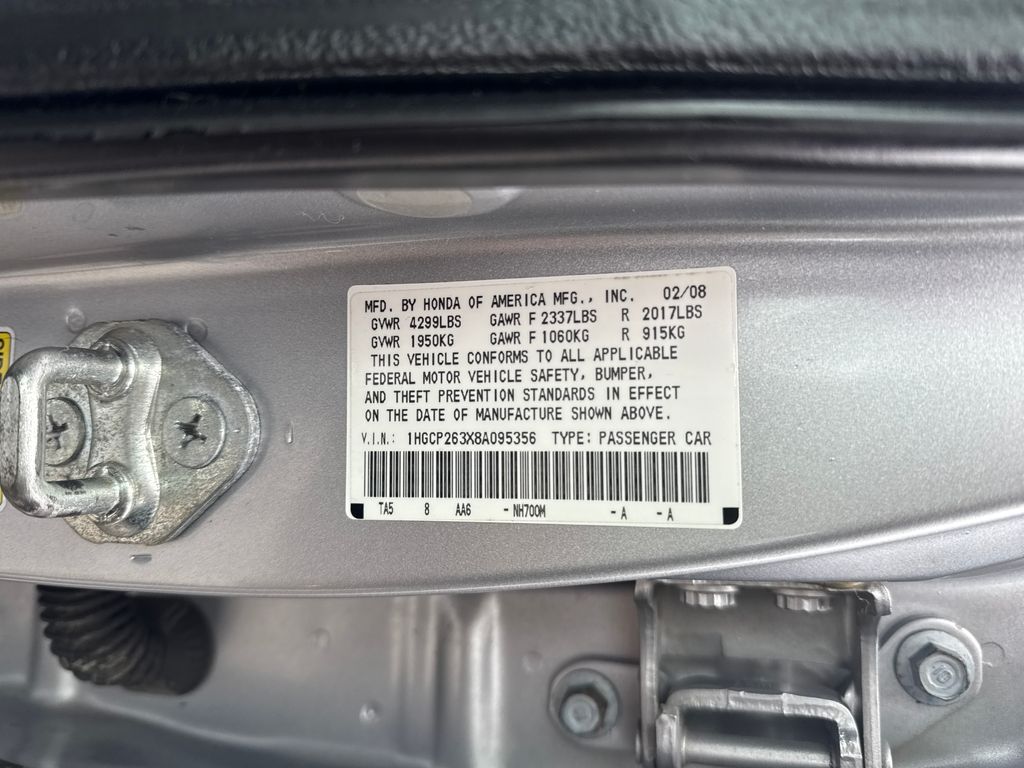 MFD. BY HONDA OF AMERICA MFG., INC. 02/08
GVWR 4299LBS GAWR F 2337LBS R 2017LBS
GVWR 1950KG GAWR F 1060KG R 915KG
THIS VEHICLE CONFORMS TO ALL APPLICABLE
FEDERAL MOTOR VEHICLE SAFETY, BUMPER,
AND THEFT PREVENTION STANDARDS IN EFFECT
ON THE DATE OF MANUFACTURE SHOWN ABOVE.
V.I.N.: 1HGCP263X8A095356 TYPE: PASSENGER CAR
TA5 8 AA6 - NH700M - A - A